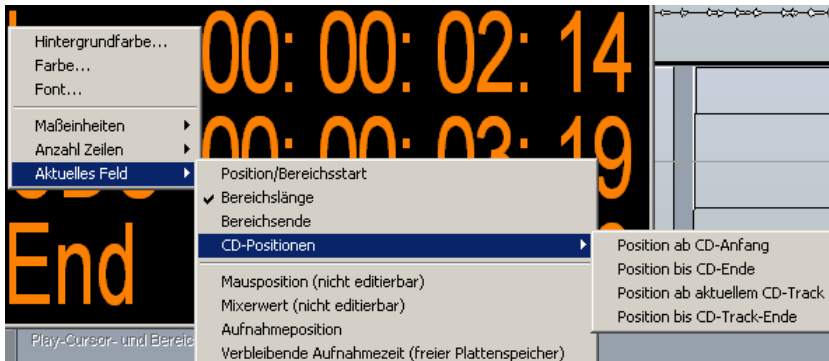 00: 00: 02: 14
00: 00: 03: 19
End
Hintergrundfarbe...
Farbe...
Font...
Maßeinheiten
Anzahl Zeilen
Aktuelles Feld
Position/Bereichsstart
Bereichslänge
Bereichsende
CD-Positionen
Mausposition (nicht editierbar)
Mixerwert (nicht editierbar)
Aufnahmeposition
Verbleibende Aufnahmezeit (freier Plattenspeicher)
Position ab CD-Anfang
Position bis CD-Ende
Position ab aktuellem CD-Track
Position bis CD-Track-Ende
Play-Cursor- und